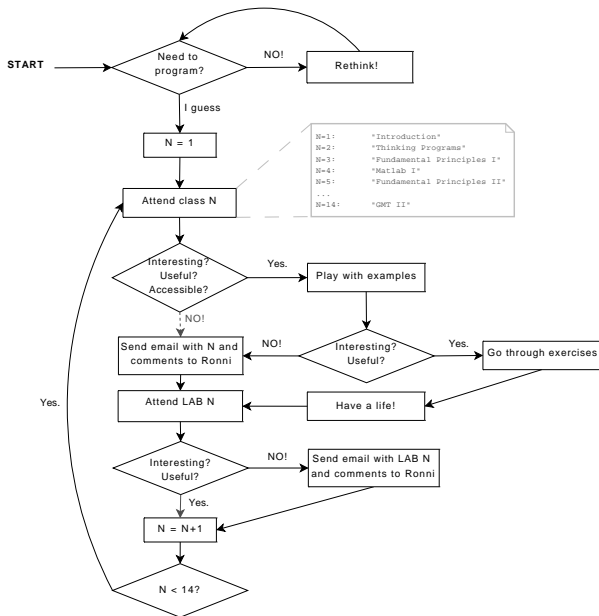 START
Need to
program?
NO!
Rethink!
I guess
N = 1
N=1: "Introduction"
N=2: "Thinking Programs"
N=3: "Fundamental Principles I"
N=4: "Matlab I"
N=5: "Fundamental Principles II"
...
N=14: "GMT II"
Attend class N
Interesting?
Useful?
Accessible?
Yes.
Play with examples
NO!
Send email with N and
comments to Ronni
NO!
Interesting?
Useful?
Yes.
Go through exercises
Yes.
Attend LAB N
Have a life!
Interesting?
Useful?
NO!
Send email with LAB N
and comments to Ronni
Yes.
N = N+1
N < 14?